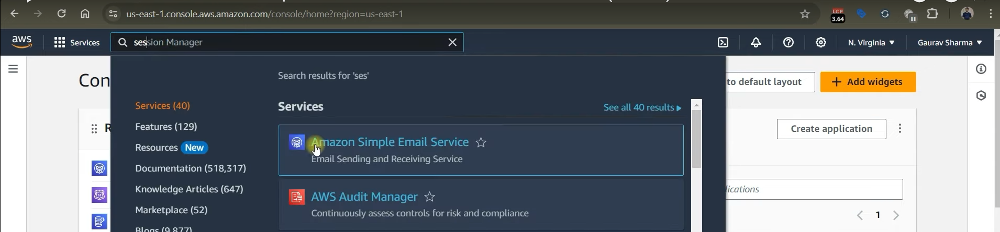 us-east-1.console.aws.amazon.com/console/home?region=us-east-1
LCP
3.64
aws
Services
session Manager
N. Virginia
Gaurav Sharma
Con
to default layout
+ Add widgets
Search results for 'ses'
Services (40)
Features (129)
Resources New
Documentation (518,317)
Knowledge Articles (647)
Marketplace (52)
Blogs (9,877)
Services
See all 40 results
Amazon Simple Email Service
Email Sending and Receiving Service
AWS Audit Manager
Continuously assess controls for risk and compliance
R
Create application
lications
1